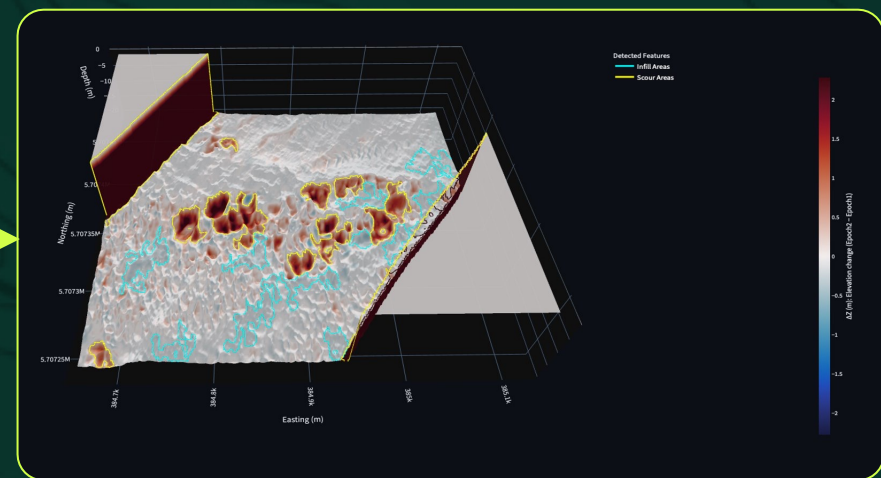 0
−5
−10
Depth (m)
Northing (m)
5.70735M
5.7073M
5.70725M
384.7k
384.8k
384.9k
385k
385.1k
Easting (m)
Detected Features
Infill Areas
Scour Areas
2
1.5
1
0.5
0
−0.5
−1
−1.5
−2
ΔZ (m): Elevation change (Epoch2 – Epoch1)